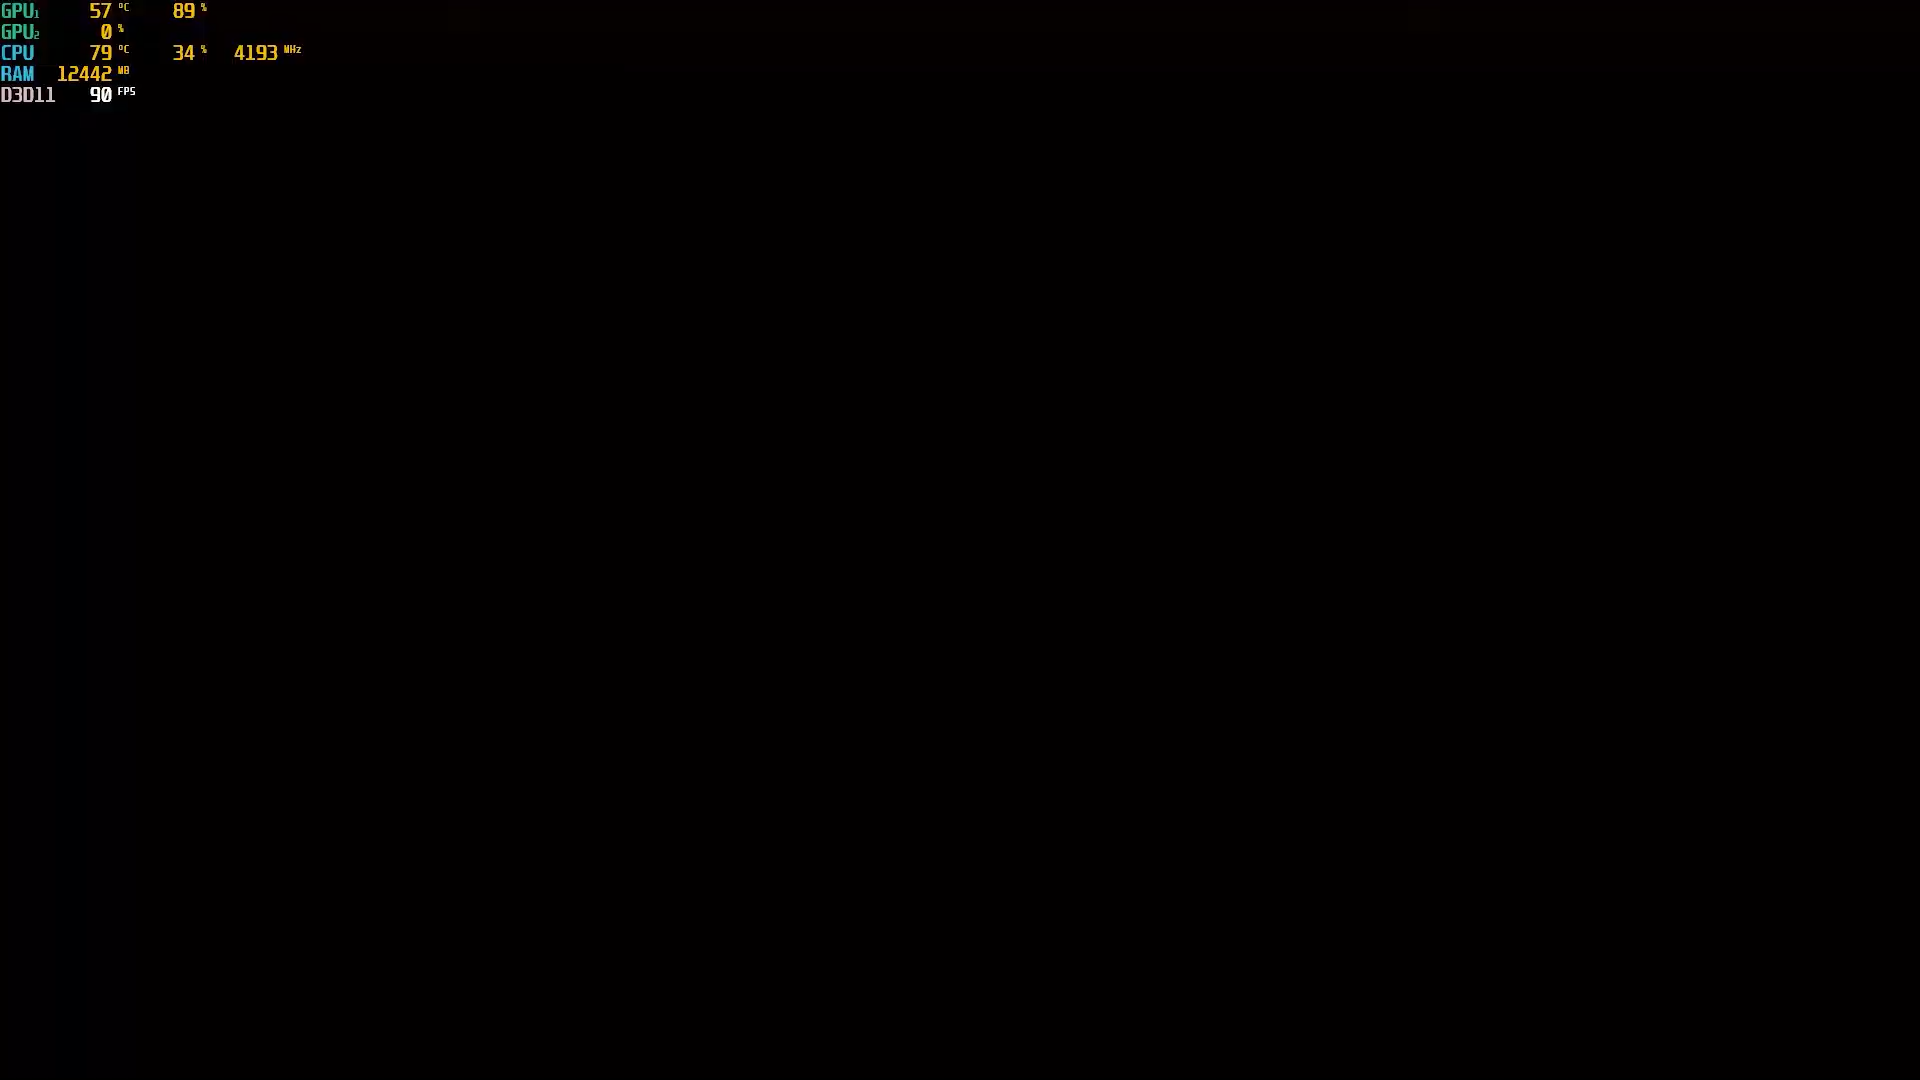 GPU₁ 57 °C 89 %
GPU₂ 0 %
CPU 79 °C 34 % 4193 MHz
RAM 12442 MB
D3D11 90 FPS